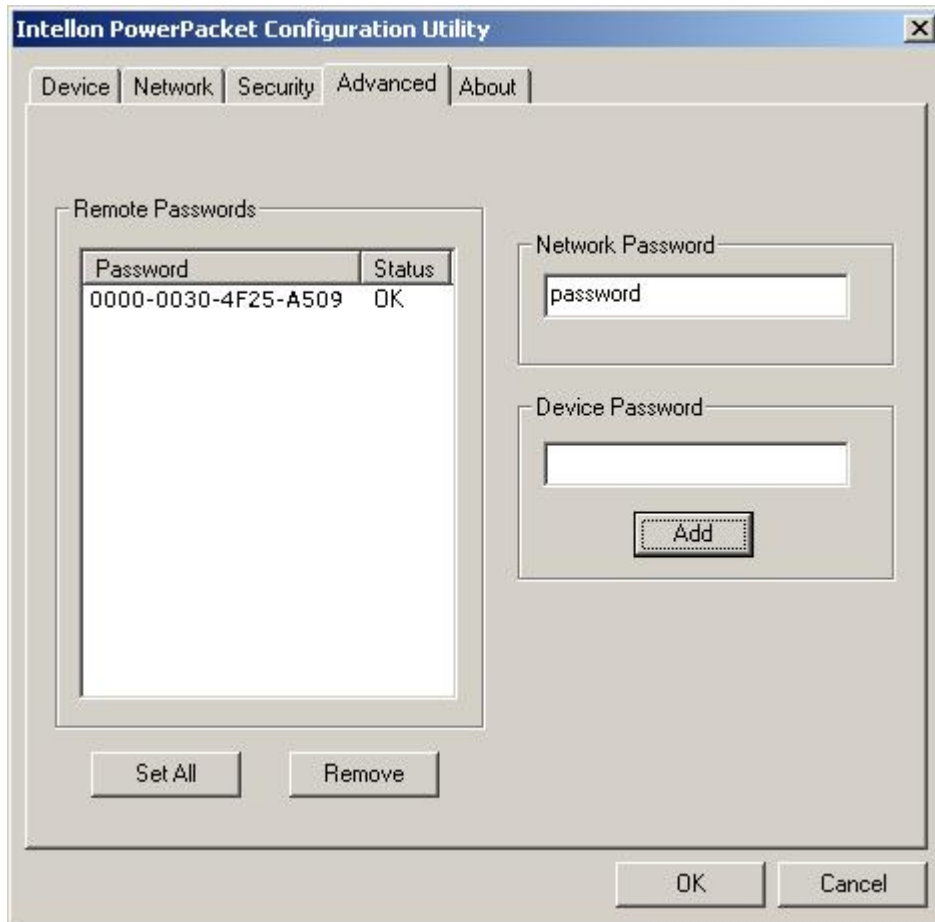 Intellon PowerPacket Configuration Utility
Device Network Security Advanced About
Remote Passwords
Password Status
0000-0030-4F25-A509 OK
Network Password
password
Device Password
Add
Set All Remove
OK Cancel